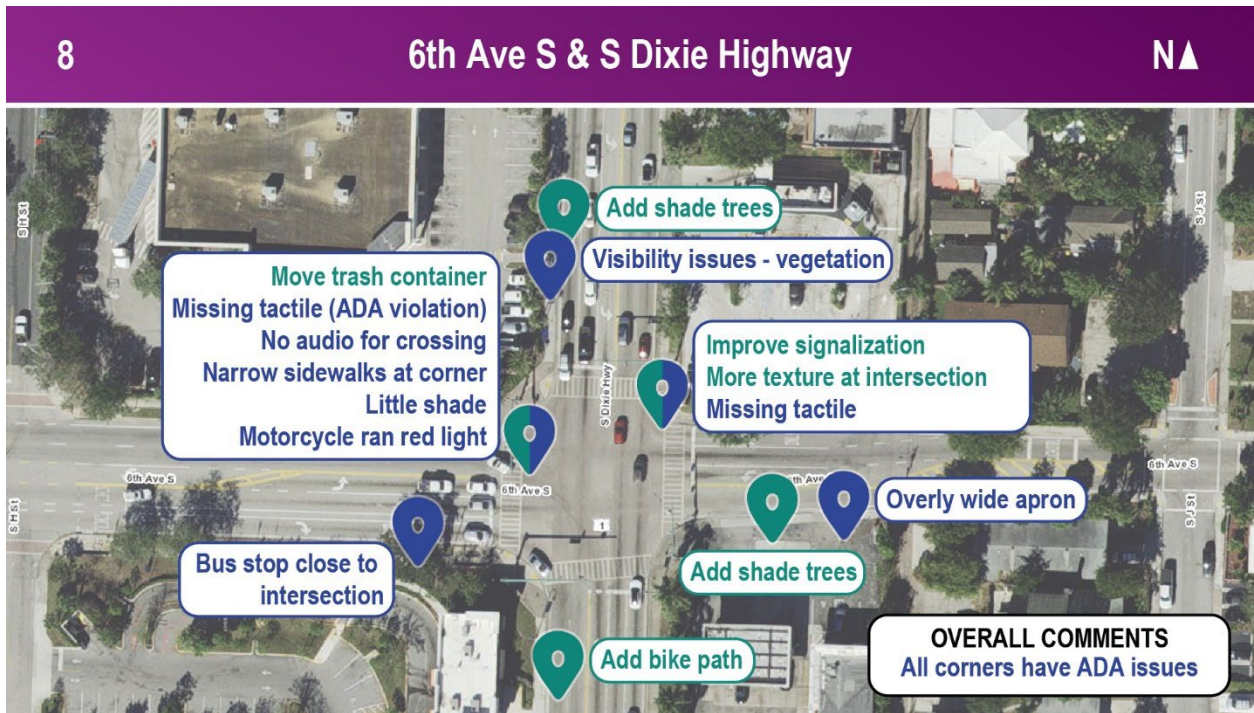 8
6th Ave S & S Dixie Highway
N
Add shade trees
Visibility issues - vegetation
Move trash container
Missing tactile (ADA violation)
No audio for crossing
Narrow sidewalks at corner
Little shade
Motorcycle ran red light
Improve signalization
More texture at intersection
Missing tactile
Bus stop close to
intersection
Overly wide apron
Add shade trees
Add bike path
OVERALL COMMENTS
All corners have ADA issues
S H St
S Dixie Hwy
S J St
6th Ave S
6th Ave S
6th Ave S
6th Ave S
1
S H St
S J St